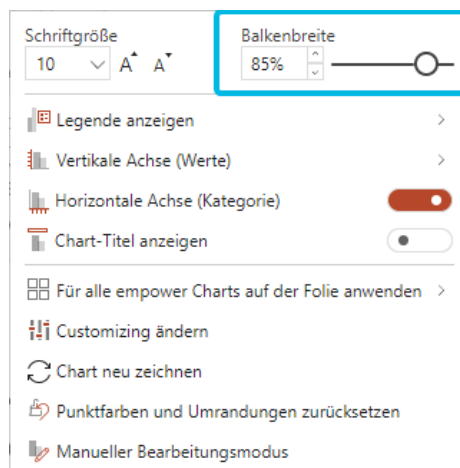 Schriftgröße Balkenbreite
10 A A 85%
Legende anzeigen
Vertikale Achse (Werte)
Horizontale Achse (Kategorie)
Chart-Titel anzeigen
Für alle empower Charts auf der Folie anwenden
Customizing ändern
Chart neu zeichnen
Punktfarben und Umrandungen zurücksetzen
Manueller Bearbeitungsmodus